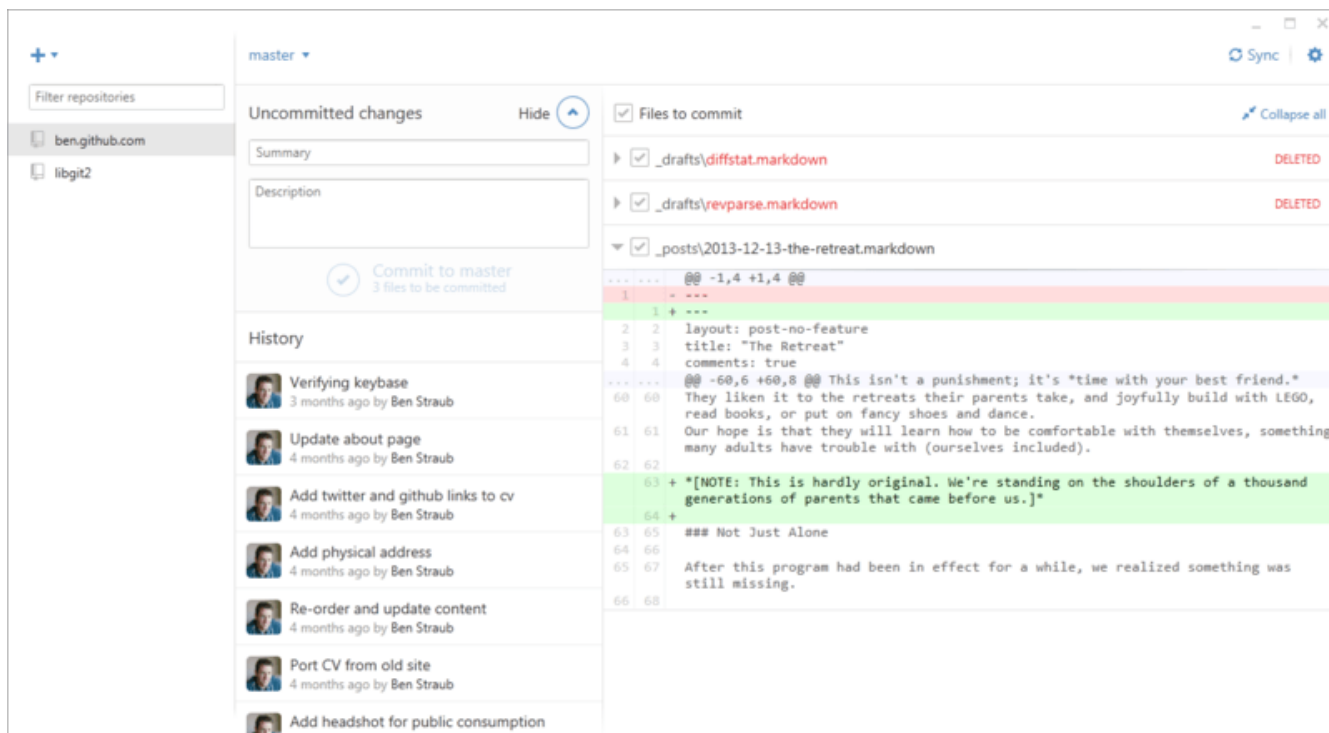 master
Sync
Filter repositories
ben.github.com
libgit2
Uncommitted changes
Hide
Summary
Description
Commit to master
3 files to be committed
History
Verifying keybase
3 months ago by Ben Straub
Update about page
4 months ago by Ben Straub
Add twitter and github links to cv
4 months ago by Ben Straub
Add physical address
4 months ago by Ben Straub
Re-order and update content
4 months ago by Ben Straub
Port CV from old site
4 months ago by Ben Straub
Add headshot for public consumption
Files to commit
Collapse all
_drafts\diffstat.markdown DELETED
_drafts\revparse.markdown DELETED
_posts\2013-12-13-the-retreat.markdown
... ... @@ -1,4 +1,4 @@
1 - ---
1 + ---
2 2 layout: post-no-feature
3 3 title: "The Retreat"
4 4 comments: true
... ... @@ -60,6 +60,8 @@ This isn't a punishment; it's *time with your best friend.*
60 60 They liken it to the retreats their parents take, and joyfully build with LEGO,
read books, or put on fancy shoes and dance.
61 61 Our hope is that they will learn how to be comfortable with themselves, something
many adults have trouble with (ourselves included).
62 62
63 + *[NOTE: This is hardly original. We're standing on the shoulders of a thousand
generations of parents that came before us.]*
64 +
63 65 ### Not Just Alone
64 66
65 67 After this program had been in effect for a while, we realized something was
still missing.
66 68